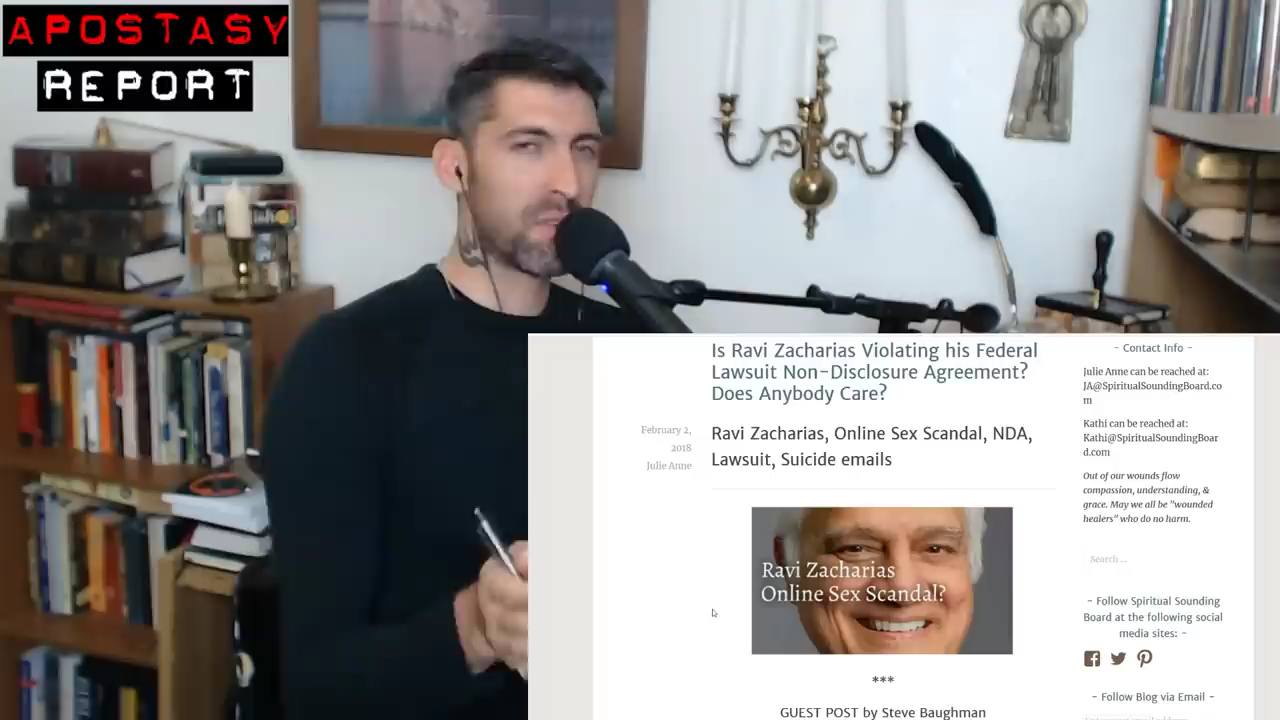 APOSTASY
REPORT
Is Ravi Zacharias Violating his Federal
Lawsuit Non-Disclosure Agreement?
Does Anybody Care?
February 2,
2018
Julie Anne
Ravi Zacharias, Online Sex Scandal, NDA,
Lawsuit, Suicide emails
Ravi Zacharias
Online Sex Scandal?
***
GUEST POST by Steve Baughman
- Contact Info -
Julie Anne can be reached at:
JA@SpiritualSoundingBoard.co
m
Kathi can be reached at:
Kathi@SpiritualSoundingBoar
d.com
Out of our wounds flow
compassion, understanding, &
grace. May we all be "wounded
healers" who do no harm.
Search ...
- Follow Spiritual Sounding
Board at the following social
media sites: -
- Follow Blog via Email -